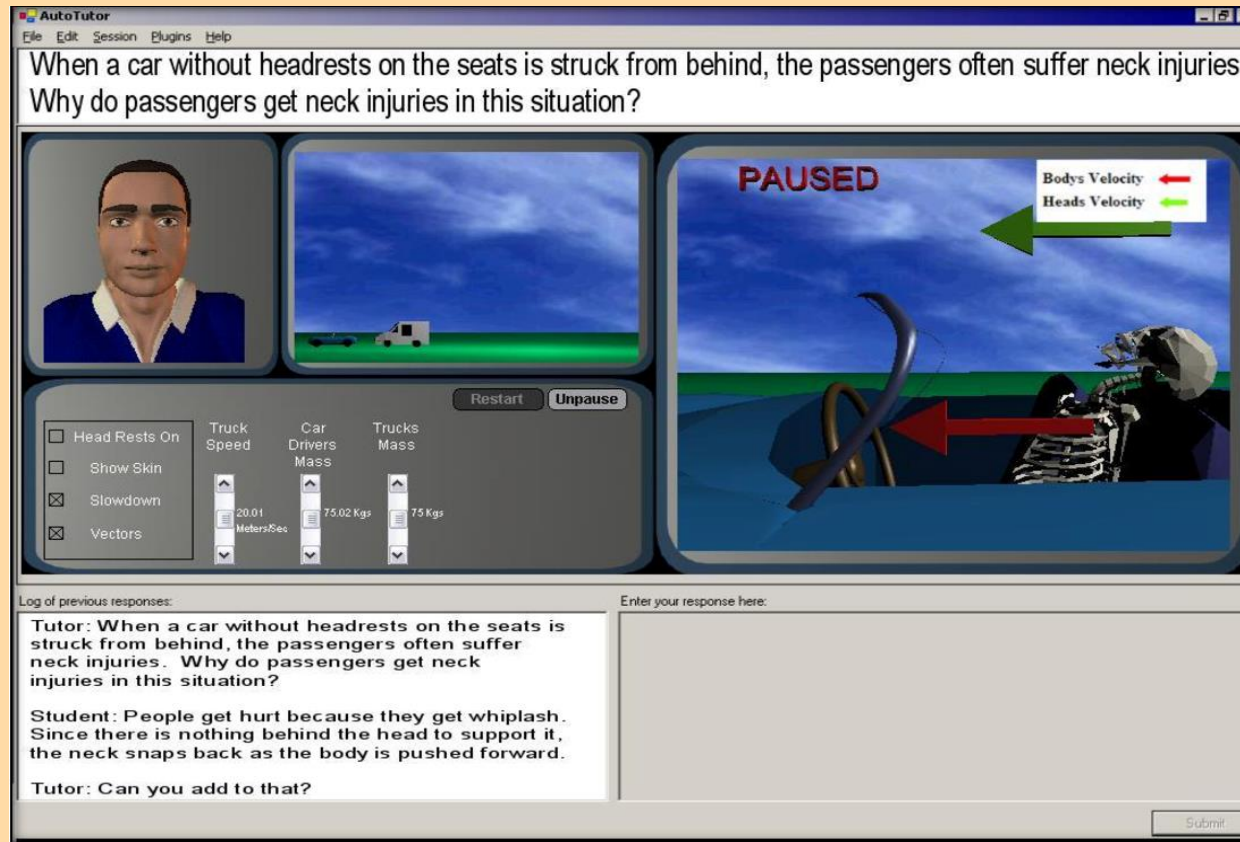 AutoTutor
File Edit Session Plugins Help
When a car without headrests on the seats is struck from behind, the passengers often suffer neck injuries
Why do passengers get neck injuries in this situation?
PAUSED
Bodys Velocity
Heads Velocity
Restart Unpause
Head Rests On
Show Skin
Slowdown
Vectors
Truck
Speed
20.01
Meters/Sec
Car
Drivers
Mass
75.02 Kgs
Trucks
Mass
75 Kgs
Log of previous responses:
Tutor: When a car without headrests on the seats is
struck from behind, the passengers often suffer
neck injuries. Why do passengers get neck
injuries in this situation?
Student: People get hurt because they get whiplash.
Since there is nothing behind the head to support it,
the neck snaps back as the body is pushed forward.
Tutor: Can you add to that?
Enter your response here:
Submit